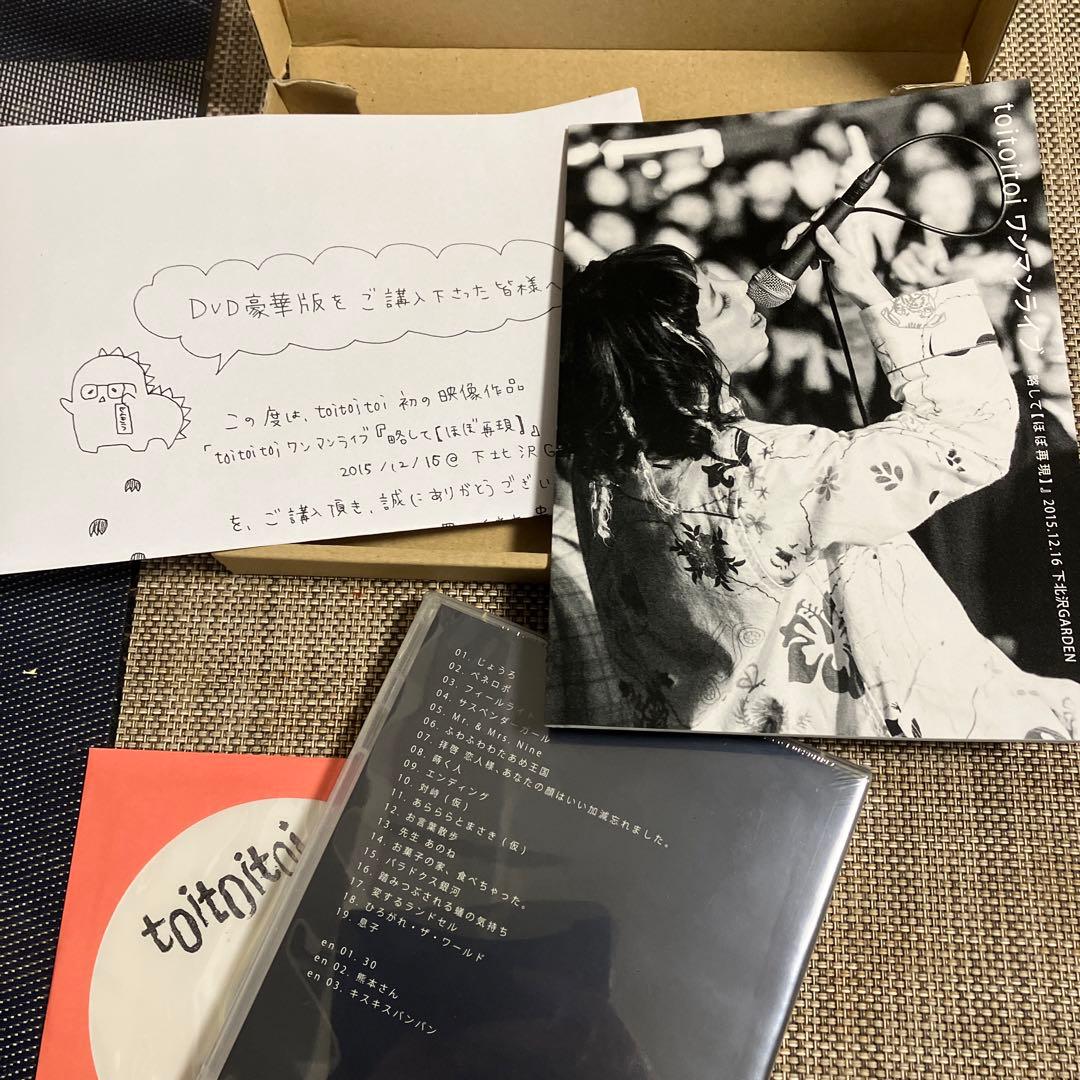 DVD豪華版をご講入下さった皆様へ
この度は、toitoitoi 初の映像作品
「toitoitoi ワンマンライブ『略して【ほぼ再現】』
2015/12/16@ 下北沢G
を、ご講入頂き、誠にありがとうござい
toitoitoi ワンマンライブ『略して【ほぼ再現】』2015.12.16 下北沢GARDEN
01. じょうろ
02. ペネロポ
03. フィールライト
04. サスペンダーガール
05. Mr. & Mrs. Nine
06. ふわふわわたあめ王国
07. 拝啓 恋人様、あなたの顔はいい加減忘れました。
08. 蒔く人
09. エンディング
10. 対峙（仮）
11. あらららとまさき（仮）
12. お言葉散歩
13. 先生 あのね
14. お菓子の家、食べちゃった。
15. パラドクス銀河
16. 踏みつぶされる蟻の気持ち
17. 変するランドセル
18. ひろがれ・ザ・ワールド
19. 息子
en 01. 30
en 02. 熊本さん
en 03. キスキスバンバン
toitoitoi